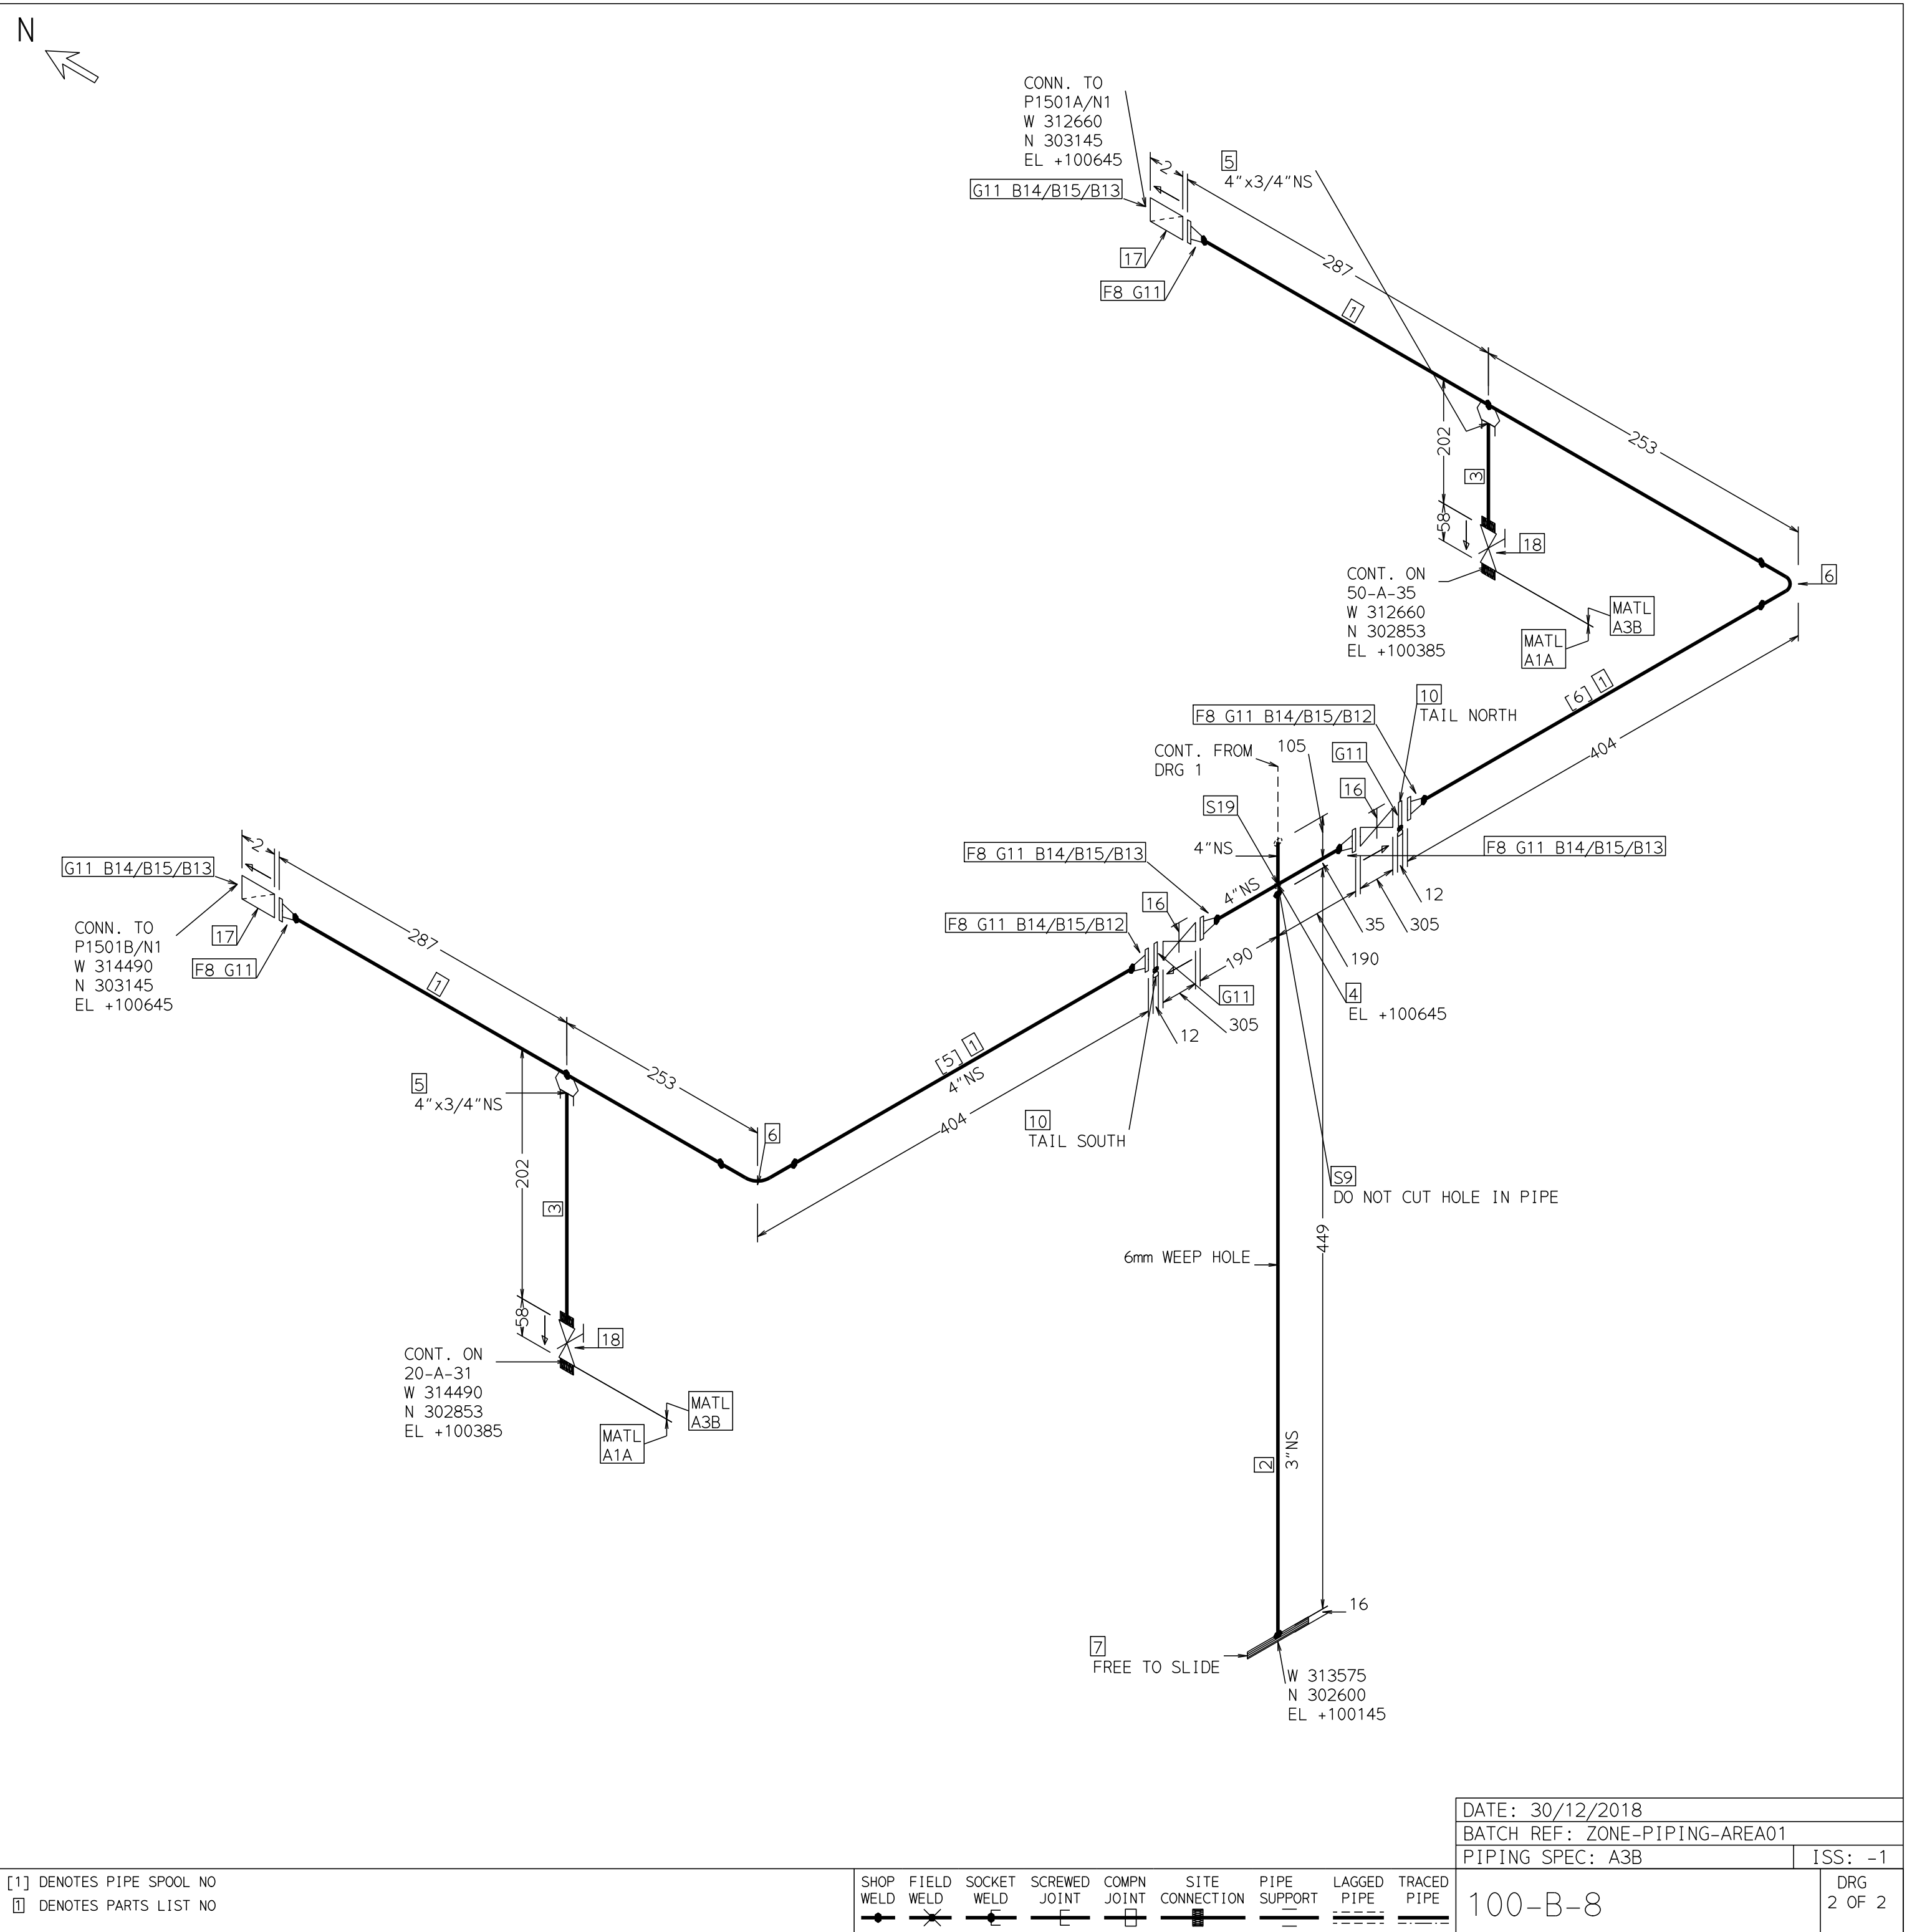 N
CONN. TO
P1501A/N1
W 312660
N 303145
EL +100645
5
4"x3/4"NS
2
G11 B14/B15/B13
17
F8 G11
287
1
253
202
3
58
18
6
CONT. ON
50-A-35
W 312660
N 302853
EL +100385
MATL
A3B
MATL
A1A
10
TAIL NORTH
[6] 1
F8 G11 B14/B15/B12
404
CONT. FROM
DRG 1
105
G11
16
S19
4"NS
F8 G11 B14/B15/B13
F8 G11 B14/B15/B13
4"NS
12
35
305
190
190
F8 G11 B14/B15/B12
16
G11
305
12
4
EL +100645
2
G11 B14/B15/B13
CONN. TO
P1501B/N1
W 314490
N 303145
EL +100645
17
F8 G11
287
1
253
[5] 1
4"NS
404
5
4"x3/4"NS
6
10
TAIL SOUTH
S9
DO NOT CUT HOLE IN PIPE
202
3
449
6mm WEEP HOLE
58
18
CONT. ON
20-A-31
W 314490
N 302853
EL +100385
MATL
A3B
MATL
A1A
2
3"NS
16
7
FREE TO SLIDE
W 313575
N 302600
EL +100145
DATE: 30/12/2018
BATCH REF: ZONE-PIPING-AREA01
PIPING SPEC: A3B
ISS: -1
[1] DENOTES PIPE SPOOL NO
1 DENOTES PARTS LIST NO
SHOP WELD
FIELD WELD
SOCKET WELD
SCREWED JOINT
COMPN JOINT
SITE CONNECTION
PIPE SUPPORT
LAGGED PIPE
TRACED PIPE
100-B-8
DRG
2 OF 2